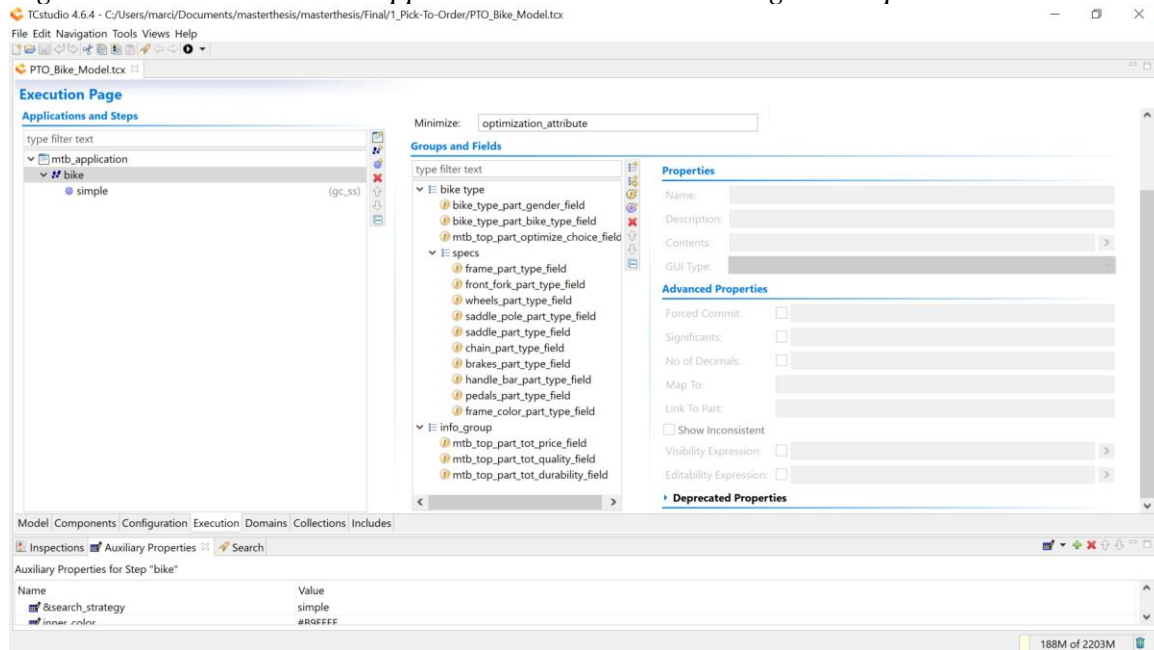 TCstudio 4.6.4 - C:/Users/marci/Documents/masterthesis/masterthesis/Final/1_Pick-To-Order/PTO_Bike_Model.tcx
File Edit Navigation Tools Views Help
PTO_Bike_Model.tcx
Execution Page
Applications and Steps
type filter text
mtb_application
bike
simple (gc_ss)
Minimize: optimization_attribute
Groups and Fields
type filter text
bike type
bike_type_part_gender_field
bike_type_part_bike_type_field
mtb_top_part_optimize_choice_field
specs
frame_part_type_field
front_fork_part_type_field
wheels_part_type_field
saddle_pole_part_type_field
saddle_part_type_field
chain_part_type_field
brakes_part_type_field
handle_bar_part_type_field
pedals_part_type_field
frame_color_part_type_field
info_group
mtb_top_part_tot_price_field
mtb_top_part_tot_quality_field
mtb_top_part_tot_durability_field
Properties
Name:
Description:
Contents:
GUI Type:
Advanced Properties
Forced Commit:
Significants:
No of Decimals:
Map To:
Link To Part:
Show Inconsistent
Visibility Expression:
Editability Expression:
Deprecated Properties
Model Components Configuration Execution Domains Collections Includes
Inspections Auxiliary Properties Search
Auxiliary Properties for Step "bike"
Name Value
&search_strategy simple
inner_color #B9FFFF
188M of 2203M